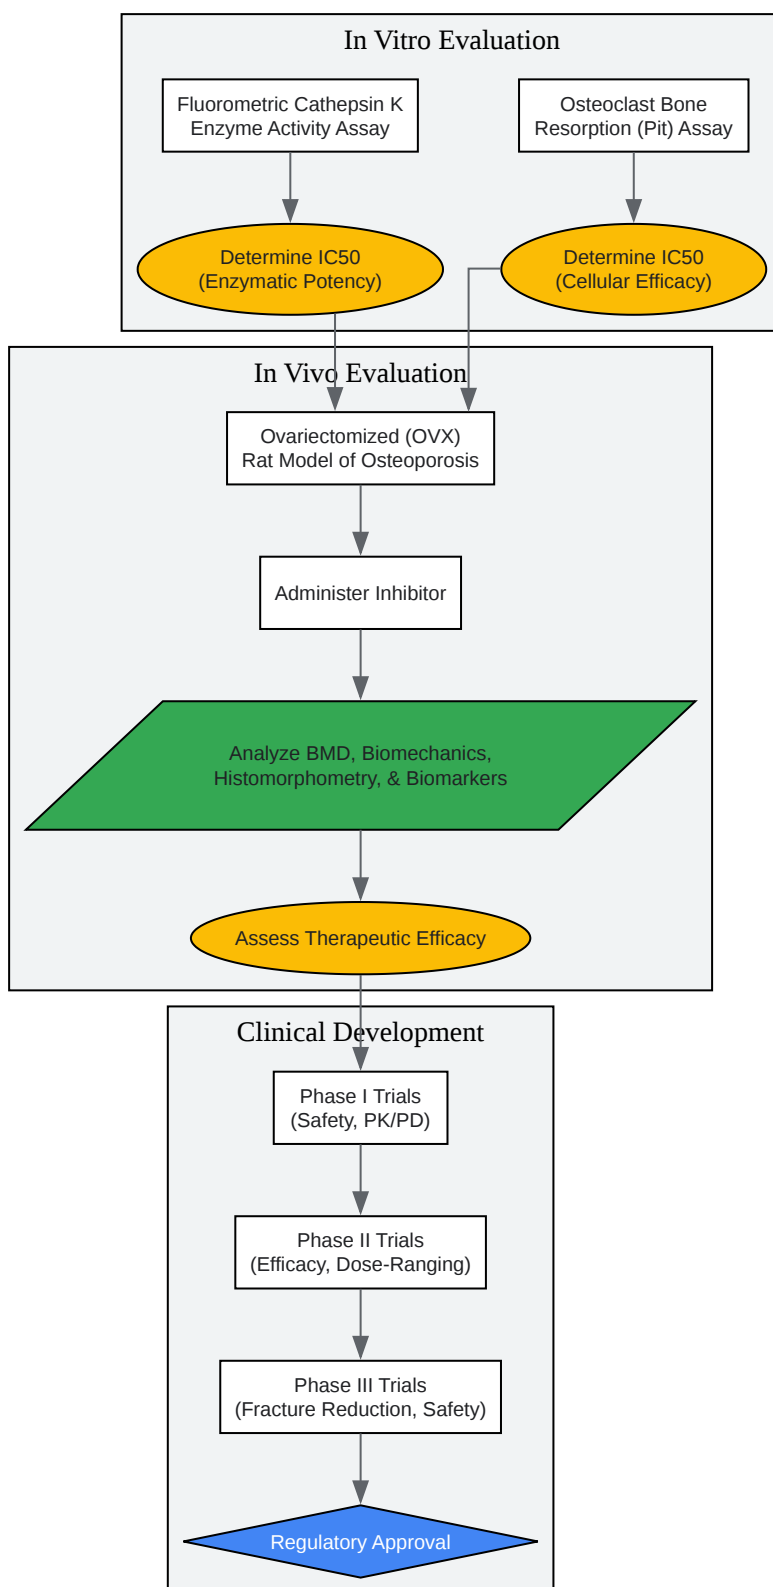 In Vitro Evaluation
Fluorometric Cathepsin K
Enzyme Activity Assay
Osteoclast Bone
Resorption (Pit) Assay
Determine IC50
(Enzymatic Potency)
Determine IC50
(Cellular Efficacy)
In Vivo Evaluation
Ovariectomized (OVX)
Rat Model of Osteoporosis
Administer Inhibitor
Analyze BMD, Biomechanics,
Histomorphometry, & Biomarkers
Assess Therapeutic Efficacy
Clinical Development
Phase I Trials
(Safety, PK/PD)
Phase II Trials
(Efficacy, Dose-Ranging)
Phase III Trials
(Fracture Reduction, Safety)
Regulatory Approval